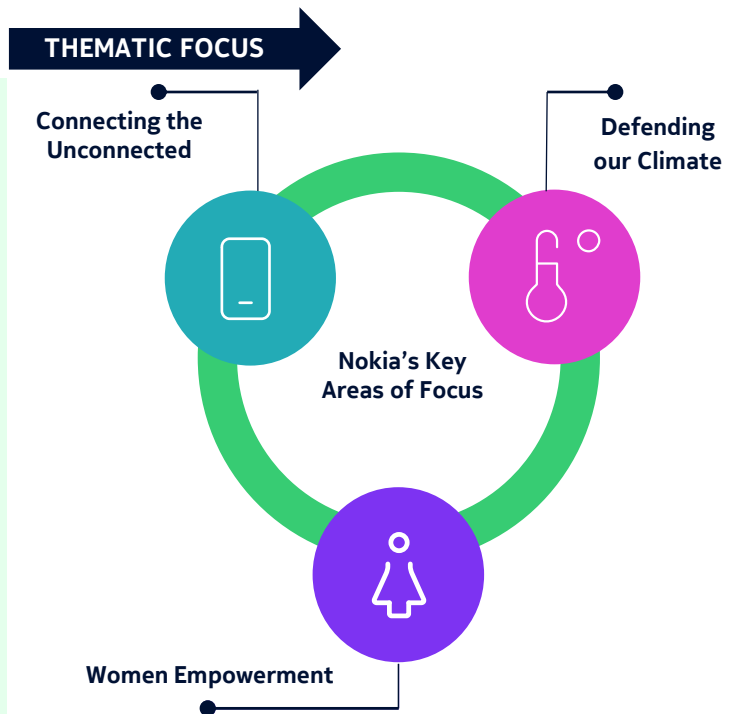 THEMATIC FOCUS
Connecting the
Unconnected
Defending
our Climate
Nokia’s Key
Areas of Focus
Women Empowerment